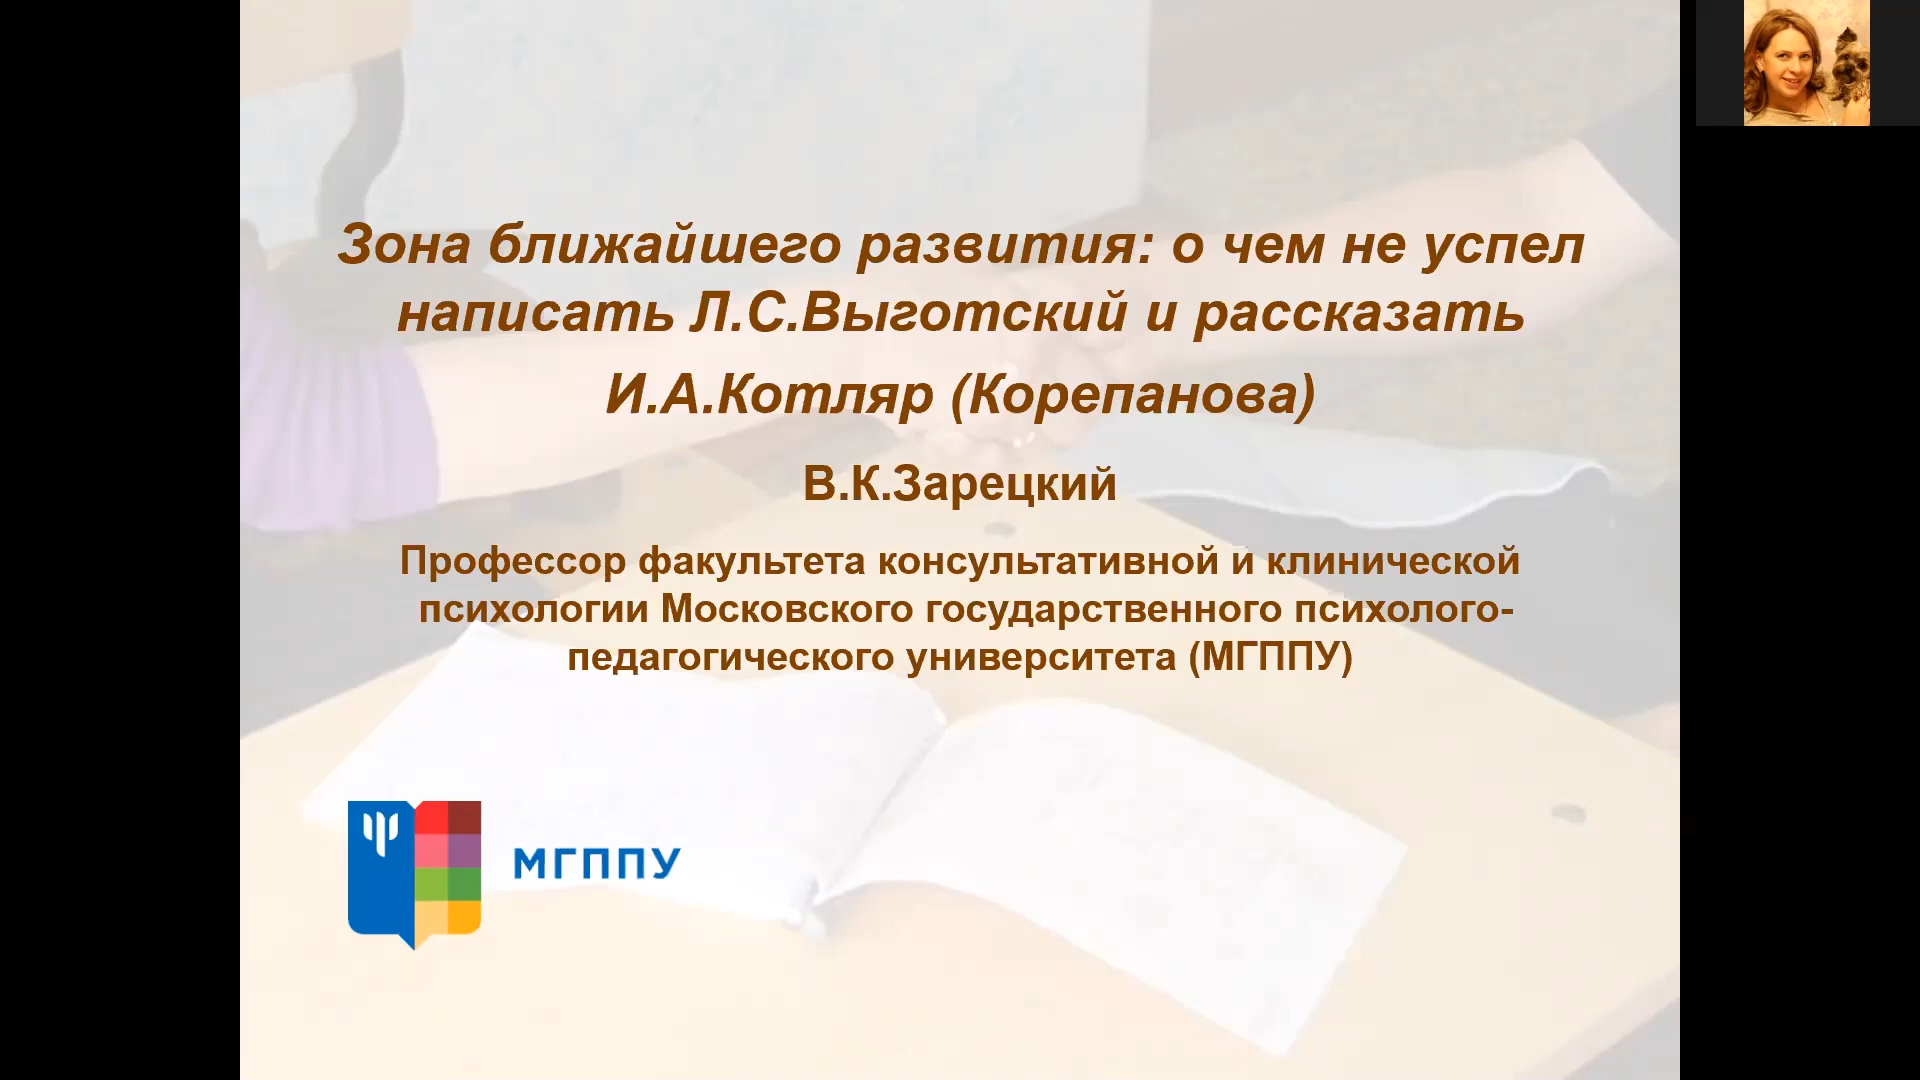 Зона ближайшего развития: о чем не успел
написать Л.С.Выготский и рассказать
И.А.Котляр (Корепанова)
В.К.Зарецкий
Профессор факультета консультативной и клинической
психологии Московского государственного психолого-
педагогического университета (МГППУ)
МГППУ